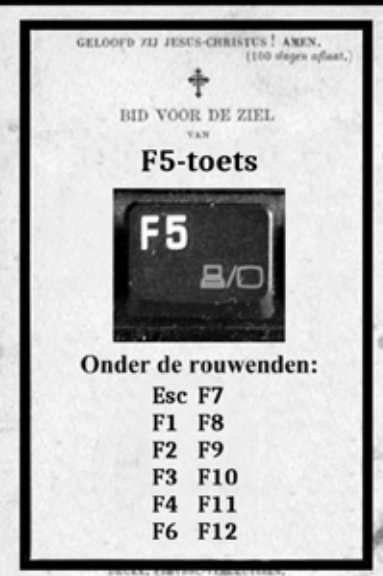 GELOOFD ZIJ JESUS-CHRISTUS! AMEN.
(100 dagen aflaat.)
BID VOOR DE ZIEL
VAN
F5-toets
F5
Onder de rouwenden:
Esc F7
F1 F8
F2 F9
F3 F10
F4 F11
F6 F12